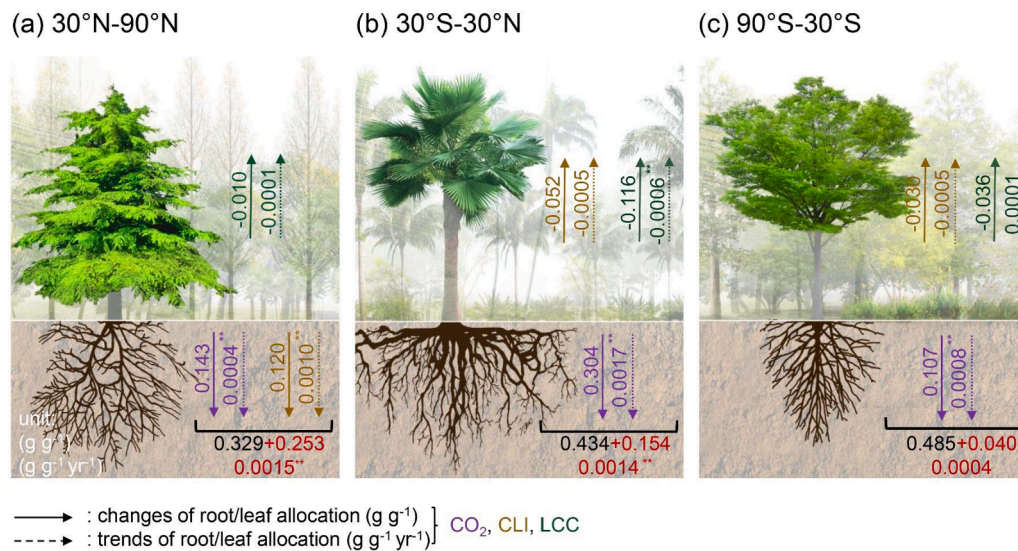 (a) 30°N-90°N
(b) 30°S-30°N
(c) 90°S-30°S
-0.010
-0.0001
0.143
0.0004**
0.120
0.0010**
unit:
(g g⁻¹)
(g g⁻¹ yr⁻¹)
0.329+0.253
0.0015**
-0.052
-0.0005
-0.116
-0.0006**
0.304
0.0017**
0.434+0.154
0.0014**
-0.030
-0.0005
-0.036
0.0001
0.107
0.0008**
0.485+0.040
0.0004
: changes of root/leaf allocation (g g⁻¹)
: trends of root/leaf allocation (g g⁻¹ yr⁻¹)
CO₂, CLI, LCC